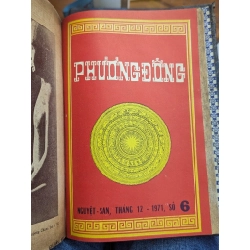 PHƯƠNG-ĐÔNG
NGUYỆT-SAN, THÁNG 12 - 1971, SỐ 6